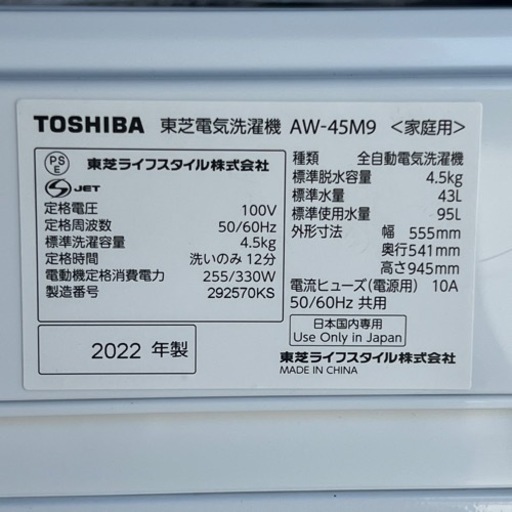 TOSHIBA 東芝電気洗濯機 AW-45M9 <家庭用>
PSE 東芝ライフスタイル株式会社
S JET
定格電圧 100V
定格周波数 50/60Hz
標準洗濯容量 4.5kg
定格時間 洗いのみ 12分
電動機定格消費電力 255/330W
製造番号 292570KS
2022 年製
種類 全自動電気洗濯機
標準脱水容量 4.5kg
標準水量 43L
標準使用水量 95L
外形寸法 幅 555mm
奥行541mm
高さ945mm
電流ヒューズ(電源用) 10A
50/60Hz 共用
日本国内専用
Use Only in Japan
東芝ライフスタイル株式会社
MADE IN CHINA